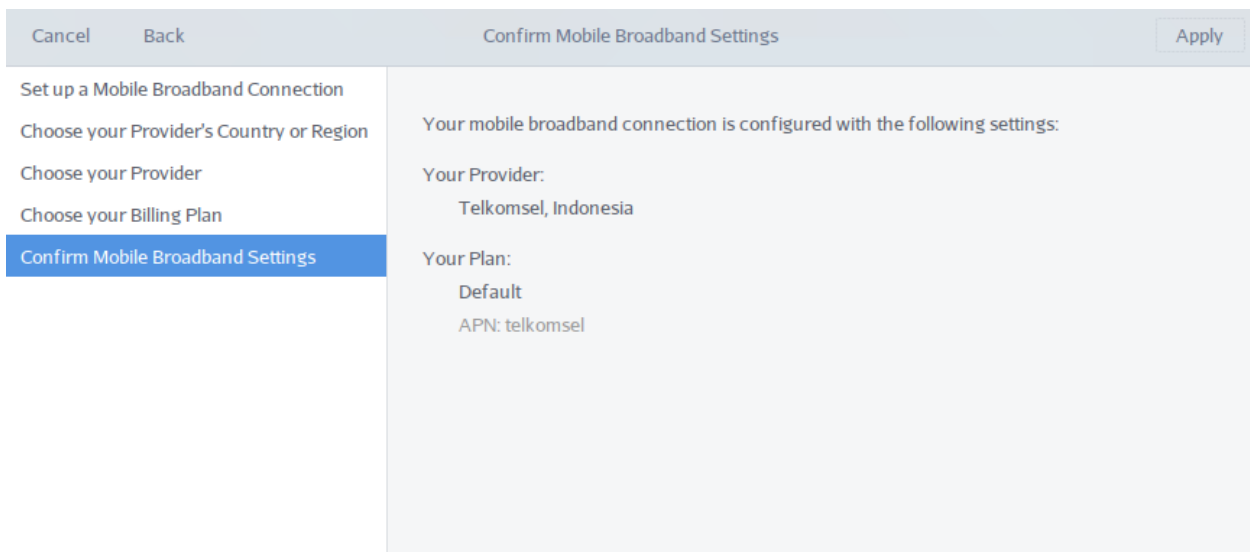 Cancel Back Confirm Mobile Broadband Settings Apply
Set up a Mobile Broadband Connection
Choose your Provider's Country or Region
Choose your Provider
Choose your Billing Plan
Confirm Mobile Broadband Settings
Your mobile broadband connection is configured with the following settings:
Your Provider:
Telkomsel, Indonesia
Your Plan:
Default
APN: telkomsel